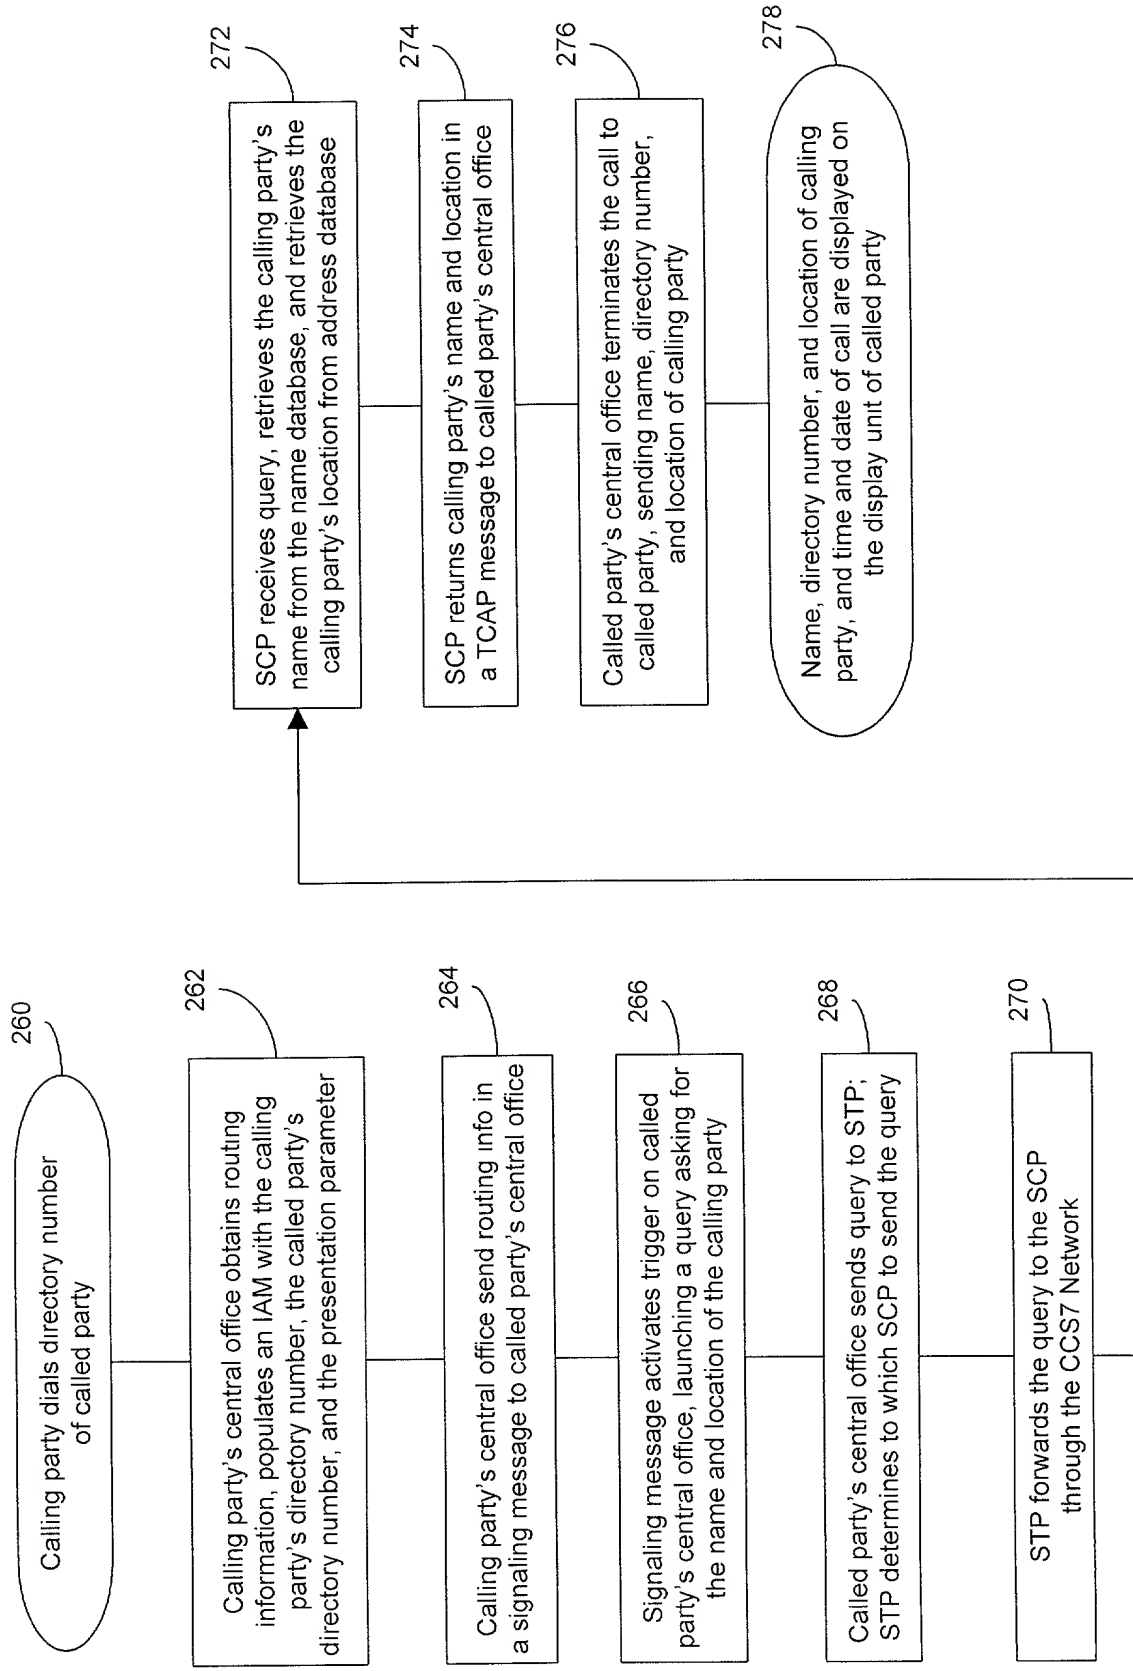 260
Calling party dials directory number
of called party
262
Calling party's central office obtains routing
information, populates an IAM with the calling
party's directory number, the called party's
directory number, and the presentation parameter
264
Calling party's central office send routing info in
a signaling message to called party's central office
266
Signaling message activates trigger on called
party's central office, launching a query asking for
the name and location of the calling party
268
Called party's central office sends query to STP;
STP determines to which SCP to send the query
270
STP forwards the query to the SCP
through the CCS7 Network
272
SCP receives query, retrieves the calling party's
name from the name database, and retrieves the
calling party's location from address database
274
SCP returns calling party's name and location in
a TCAP message to called party's central office
276
Called party's central office terminates the call to
called party, sending name, directory number,
and location of calling party
278
Name, directory number, and location of calling
party, and time and date of call are displayed on
the display unit of called party